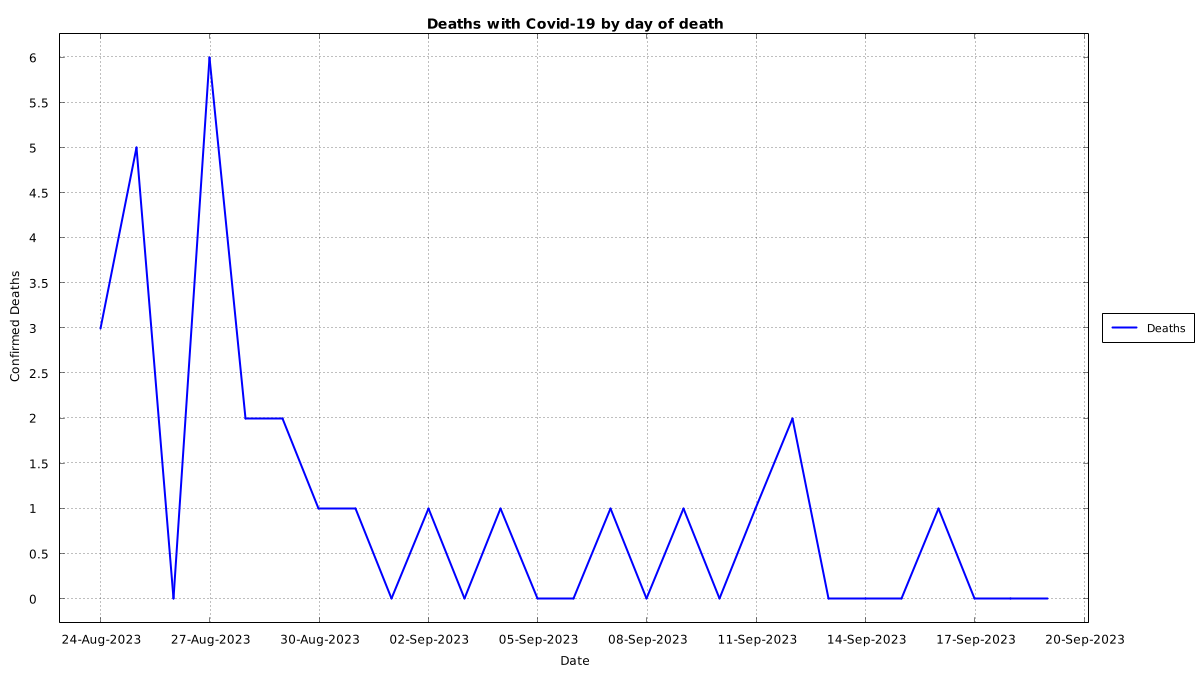 Deaths with Covid-19 by day of death
6
5.5
5
4.5
4
3.5
3
2.5
2
1.5
1
0.5
0
Confirmed Deaths
24-Aug-2023 27-Aug-2023 30-Aug-2023 02-Sep-2023 05-Sep-2023 08-Sep-2023 11-Sep-2023 14-Sep-2023 17-Sep-2023 20-Sep-2023
Date
Deaths